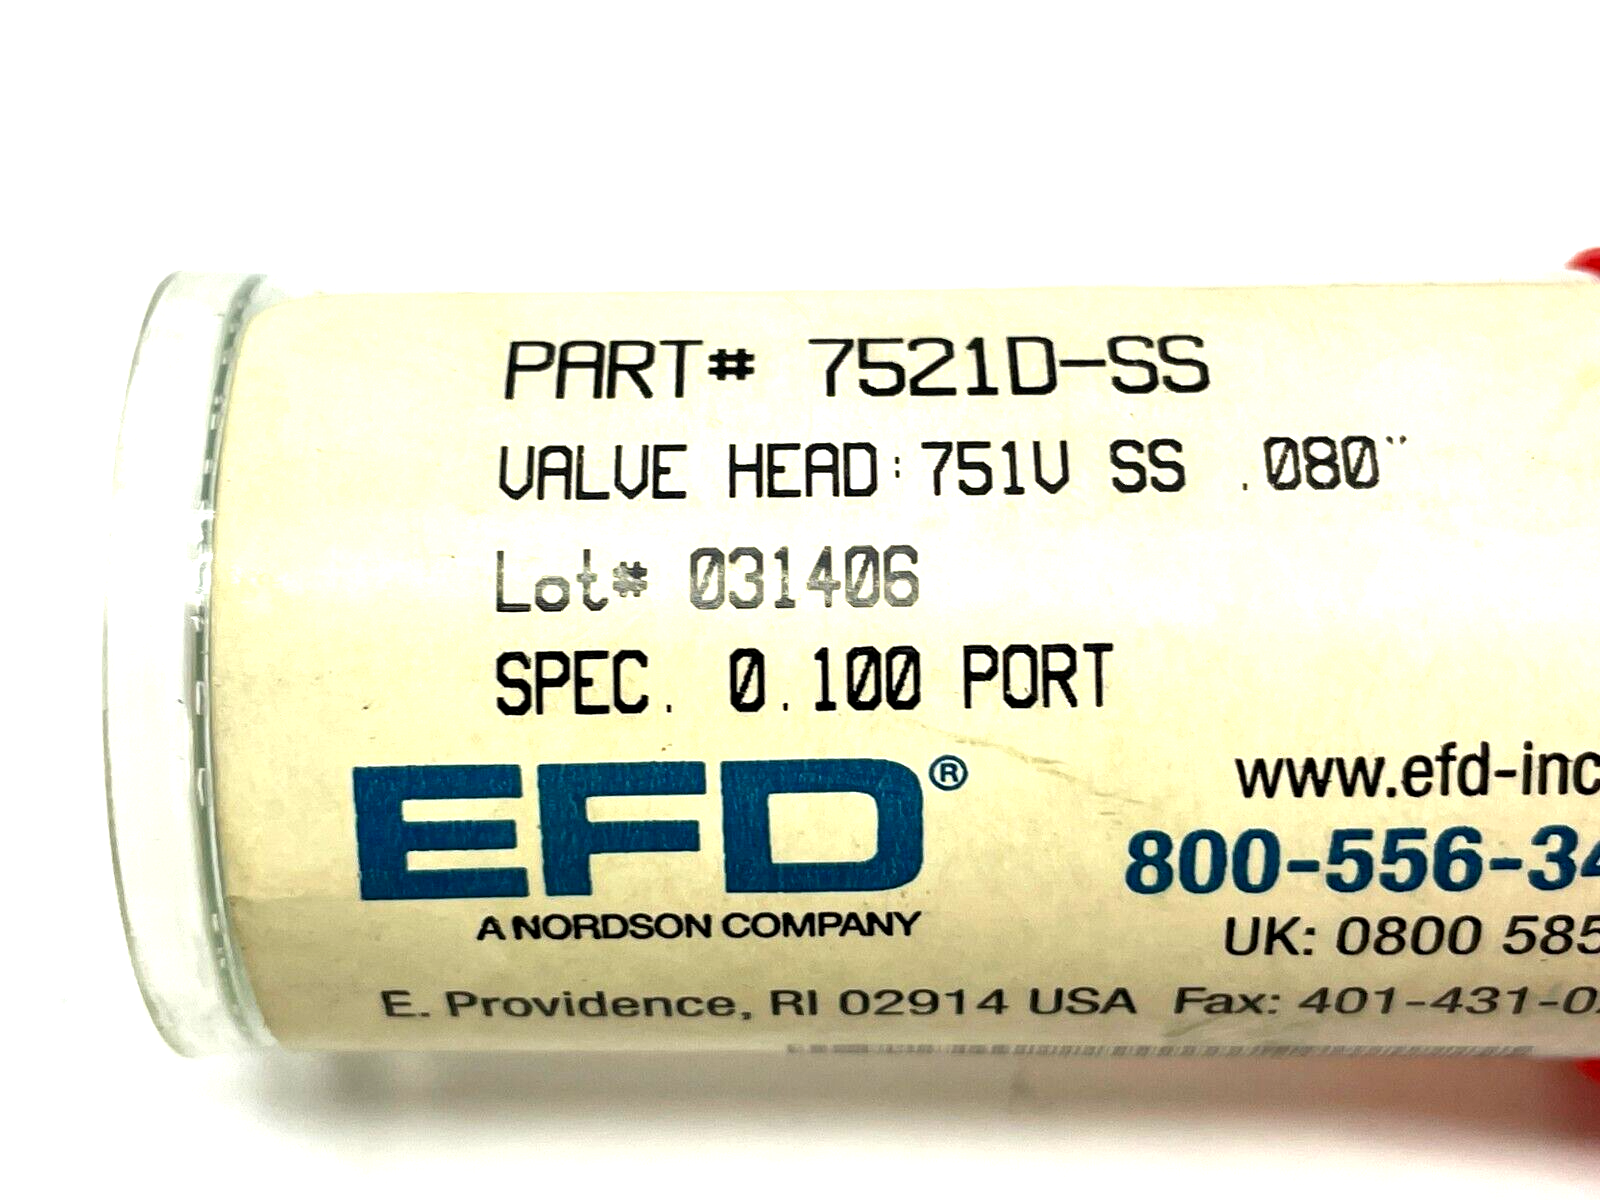 PART# 7521D-SS
VALVE HEAD:751V SS .080"
Lot# 031406
SPEC. 0.100 PORT
EFD®
A NORDSON COMPANY
www.efd-inc
800-556-34
UK: 0800 585
E. Providence, RI 02914 USA Fax: 401-431-0